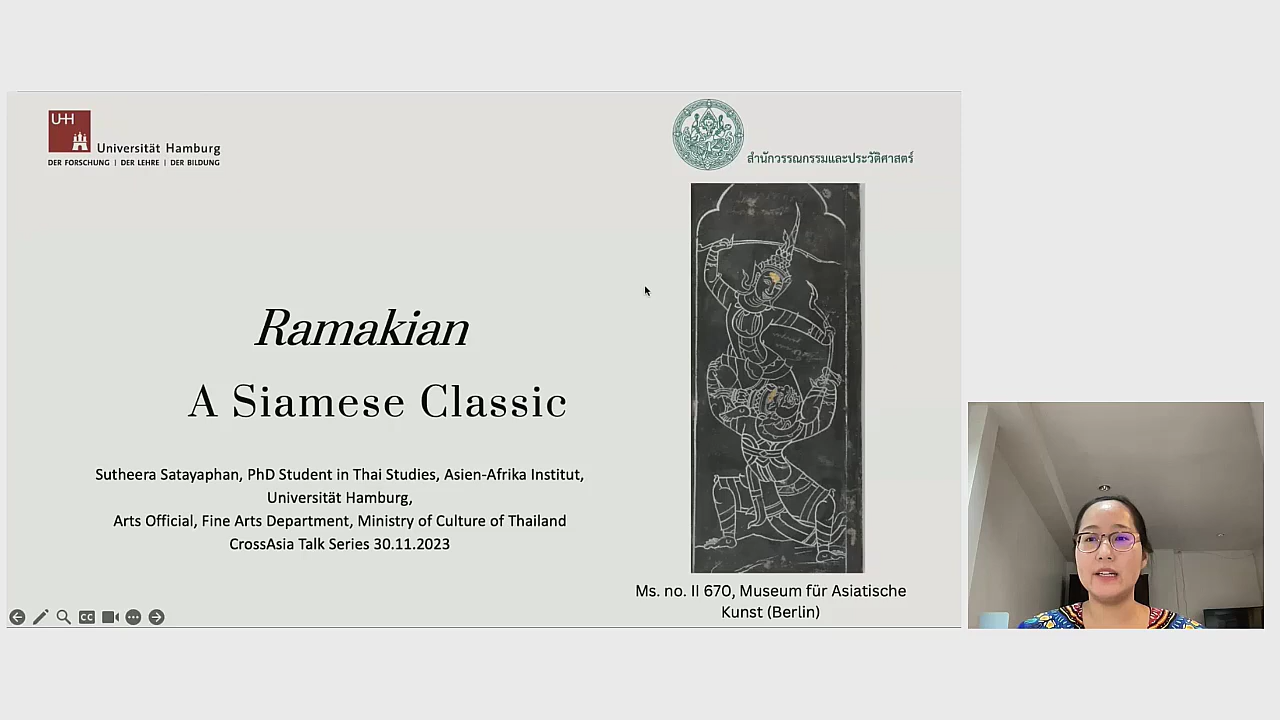 UHH
Universität Hamburg
DER FORSCHUNG | DER LEHRE | DER BILDUNG
สำนักวรรณกรรมและประวัติศาสตร์
Ramakian
A Siamese Classic
Sutheera Satayaphan, PhD Student in Thai Studies, Asien-Afrika Institut,
Universität Hamburg,
Arts Official, Fine Arts Department, Ministry of Culture of Thailand
CrossAsia Talk Series 30.11.2023
Ms. no. II 670, Museum für Asiatische
Kunst (Berlin)
CC